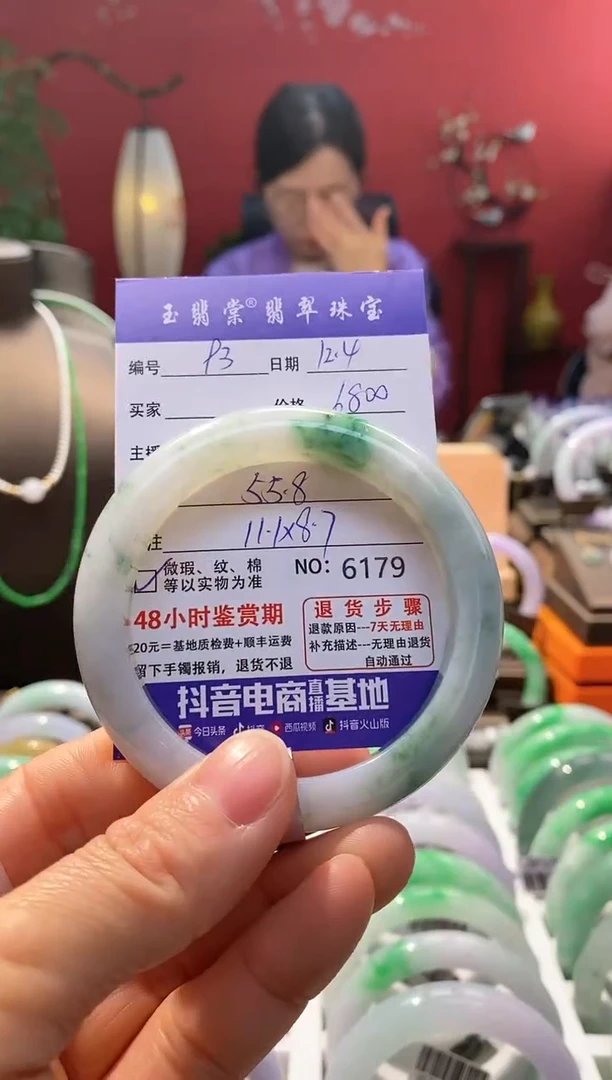 玉翡棠® 翡翠珠宝
编号 P3 日期 12.4
买家 价格 6800
主播
55.8
注 11.1x8.7
微瑕、纹、棉
等以实物为准
NO: 6179
48小时鉴赏期
20元=基地质检费+顺丰运费
留下手镯报销，退货不退
退货步骤
退款原因---7天无理由
补充描述---无理由退货
自动通过
抖音电商直播基地
头条 今日头条 抖音 西瓜视频 抖音火山版